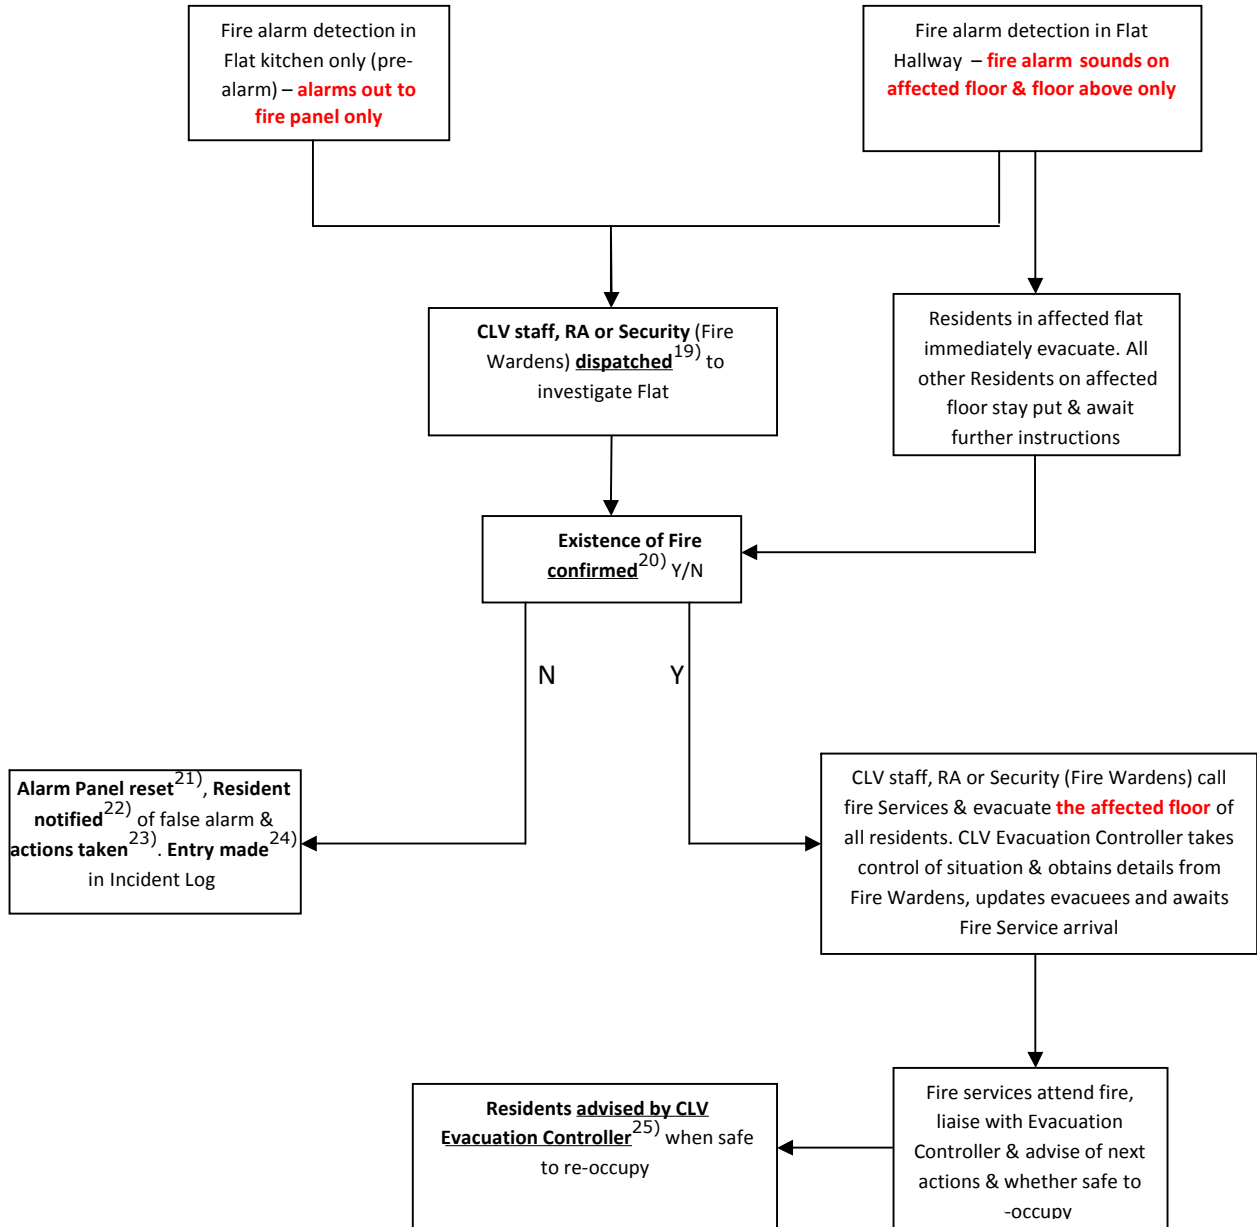 Fire alarm detection in
Flat kitchen only (pre-
alarm) – alarms out to
fire panel only
Fire alarm detection in Flat
Hallway – fire alarm sounds on
affected floor & floor above only
CLV staff, RA or Security (Fire
Wardens) dispatched19) to
investigate Flat
Residents in affected flat
immediately evacuate. All
other Residents on affected
floor stay put & await
further instructions
Existence of Fire
confirmed20) Y/N
N
Y
Alarm Panel reset21), Resident
notified22) of false alarm &
actions taken23). Entry made24)
in Incident Log
CLV staff, RA or Security (Fire Wardens) call
fire Services & evacuate the affected floor of
all residents. CLV Evacuation Controller takes
control of situation & obtains details from
Fire Wardens, updates evacuees and awaits
Fire Service arrival
Fire services attend fire,
liaise with Evacuation
Controller & advise of next
actions & whether safe to
-occupy
Residents advised by CLV
Evacuation Controller25) when safe
to re-occupy